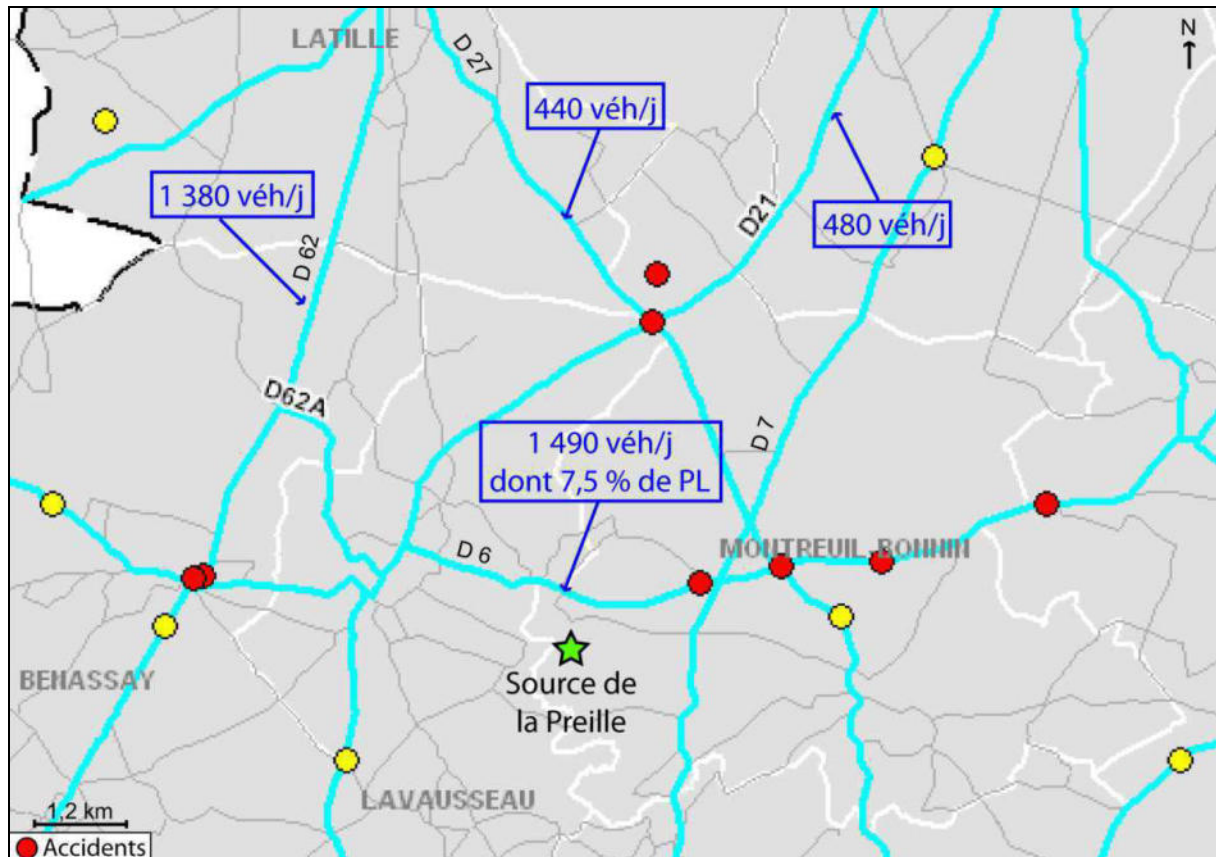 LATILLE
D 27
N
440 véh/j
1 380 véh/j
D21
480 véh/j
D 62
D62A
1 490 véh/j
dont 7,5 % de PL
D 7
D 6
MONTREUIL-BONNIN
BENASSAY
Source de
la Preille
LAVAUSSEAU
1,2 km
Accidents